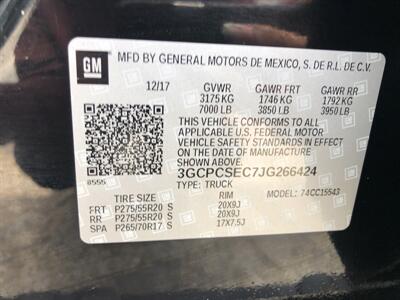 GM
MFD BY GENERAL MOTORS DE MEXICO, S. DE R.L. DE C.V.
12/17 GVWR GAWR FRT GAWR RR
3175 KG 1746 KG 1792 KG
7000 LB 3850 LB 3950 LB
THIS VEHICLE CONFORMS TO ALL
APPLICABLE U.S. FEDERAL MOTOR
VEHICLE SAFETY STANDARDS IN
EFFECT ON THE DATE OF
MANUFACTURE SHOWN ABOVE.
3GCPCSEC7JG266424
TYPE: TRUCK MODEL: 74CC15543
TIRE SIZE RIM
FRT P275/55R20 S 20X9J
RR P275/55R20 S 20X9J
SPA P265/70R17 S 17X7.5J